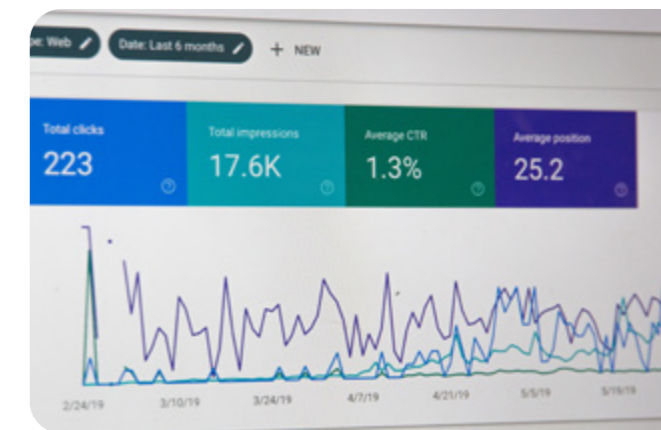 pe: Web
Date: Last 6 months
+ NEW
Total clicks
223
Total impressions
17.6K
Average CTR
1.3%
Average position
25.2
2/24/19
3/10/19
3/24/19
4/7/19
4/21/19
5/5/19
5/19/19